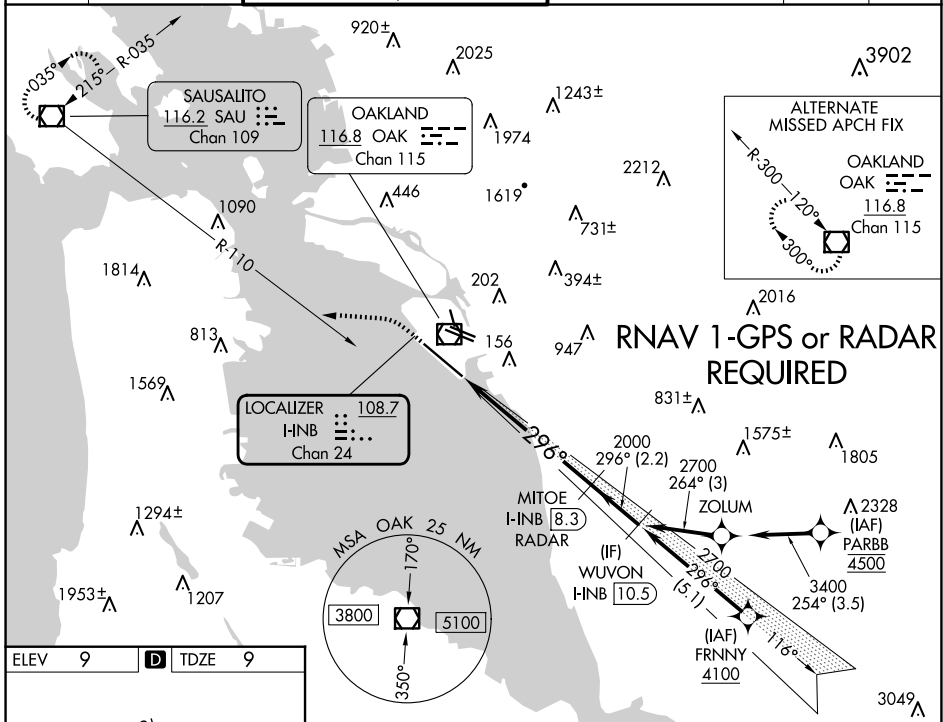 920±
2025
3902
035°
215°
R-035
SAUSALITO
116.2 SAU
Chan 109
OAKLAND
116.8 OAK
Chan 115
1243±
1974
ALTERNATE
MISSED APCH FIX
R-300
120°
300°
OAKLAND
OAK
116.8
Chan 115
2212
446
1619
1090
731±
R-110
1814
394±
202
2016
813
156
947
RNAV 1-GPS or RADAR
REQUIRED
1569
LOCALIZER 108.7
I-INB
Chan 24
831±
296°
2000
296° (2.2)
1575±
1805
2700
264° (3)
MITOE
I-INB 8.3
RADAR
ZOLUM
2328
(IAF)
PARBB
4500
1294±
MSA OAK 25 NM
170°
3800
5100
350°
(IF)
WUVON
I-INB 10.5
2700
296°
(5.1)
3400
254° (3.5)
1953±
1207
(IAF)
FRNNY
4100
116°
3049
ELEV 9 D TDZE 9